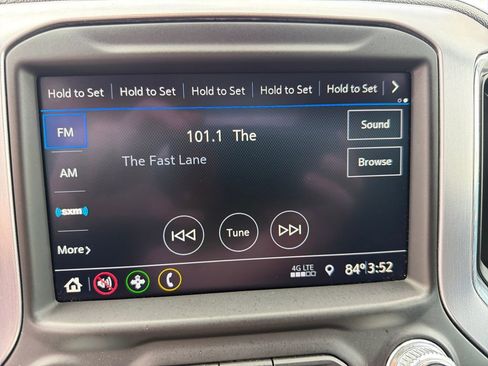 Hold to Set Hold to Set Hold to Set Hold to Set Hold to Set
FM
101.1 The
Sound
The Fast Lane
Browse
AM
SXM
Tune
More
4G LTE
84° 3:52